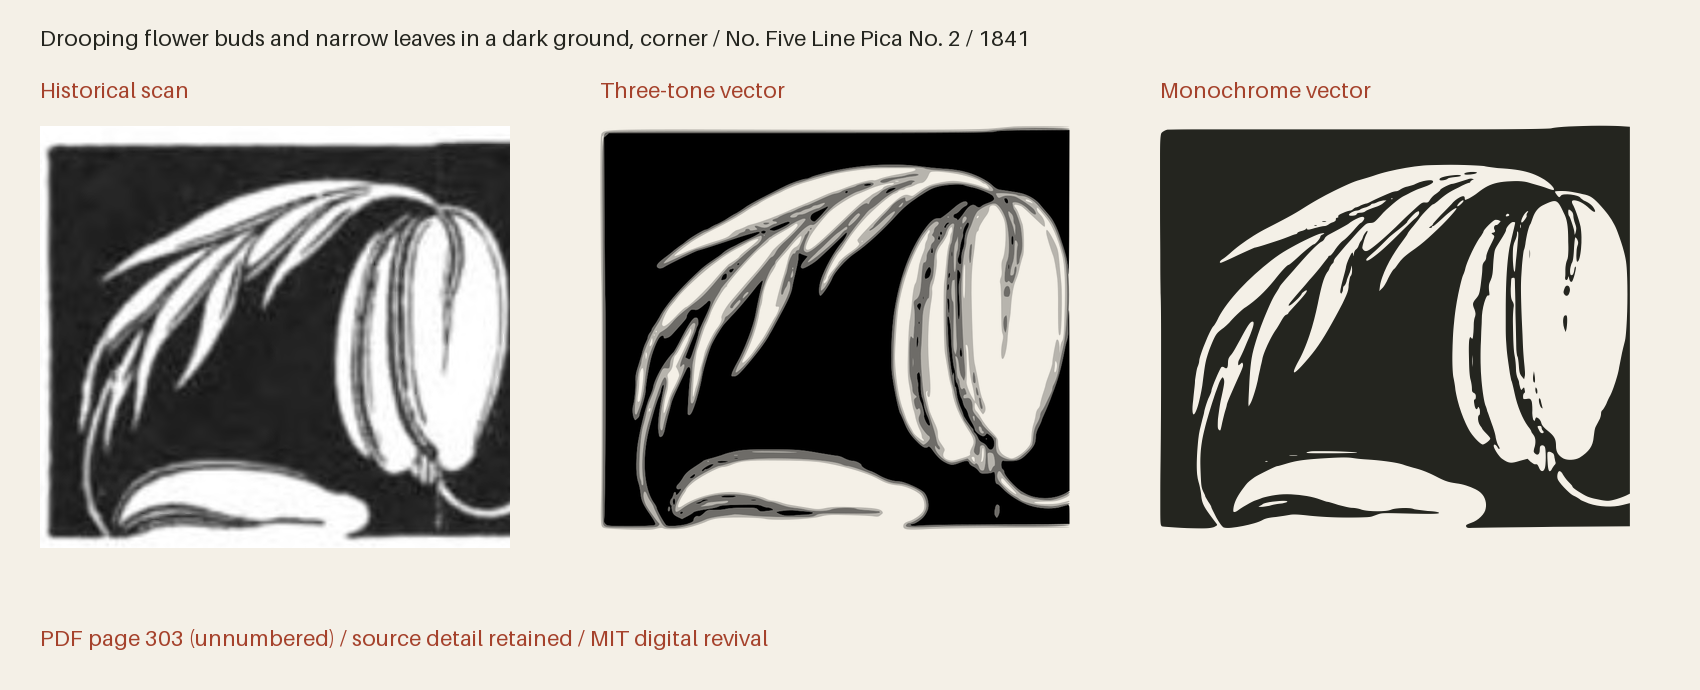 Drooping flower buds and narrow leaves in a dark ground, corner / No. Five Line Pica No. 2 / 1841
Historical scan
Three-tone vector
Monochrome vector
PDF page 303 (unnumbered) / source detail retained / MIT digital revival